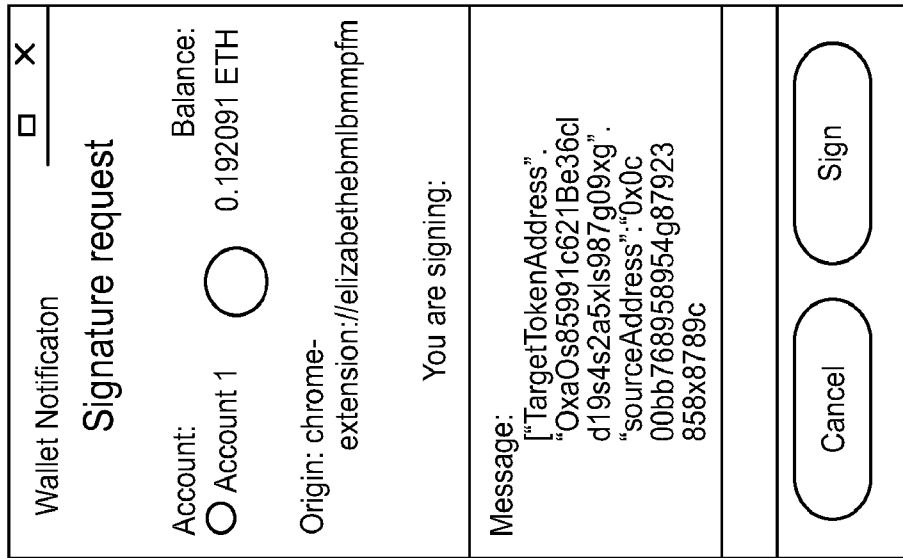 Wallet Notificaton
Signature request
Account:
Balance:
Account 1
0.192091 ETH
Origin: chrome-
extension://elizabethebmlbmmpfm
You are signing:
Message:
[“TargetTokenAddress”.
“OxaOs85991c621Be36cl
d19s4s2a5xls987g09xg”.
“sourceAddress”:“0x0c
00bb768958954g87923
858x8789c
Cancel
Sign